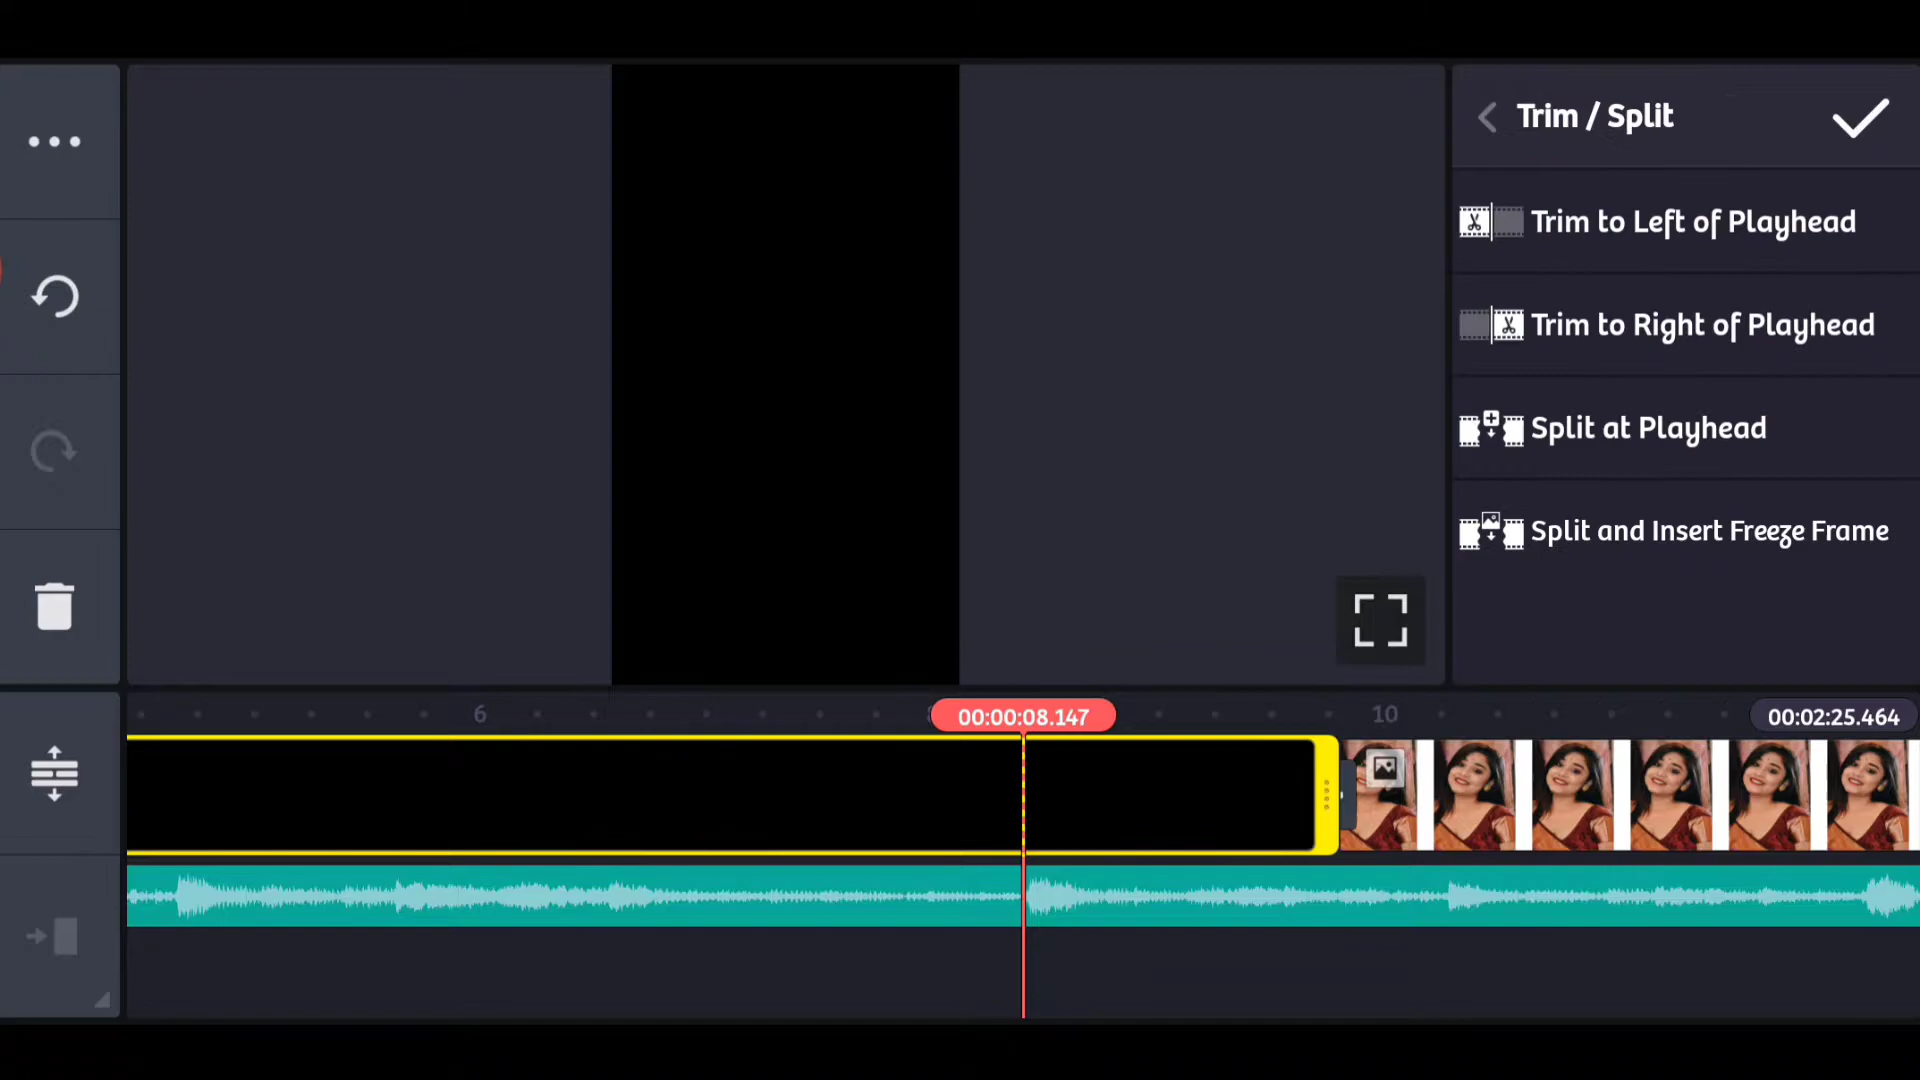 Trim / Split
Trim to Left of Playhead
Trim to Right of Playhead
Split at Playhead
Split and Insert Freeze Frame
6
00:00:08.147
10
00:02:25.464